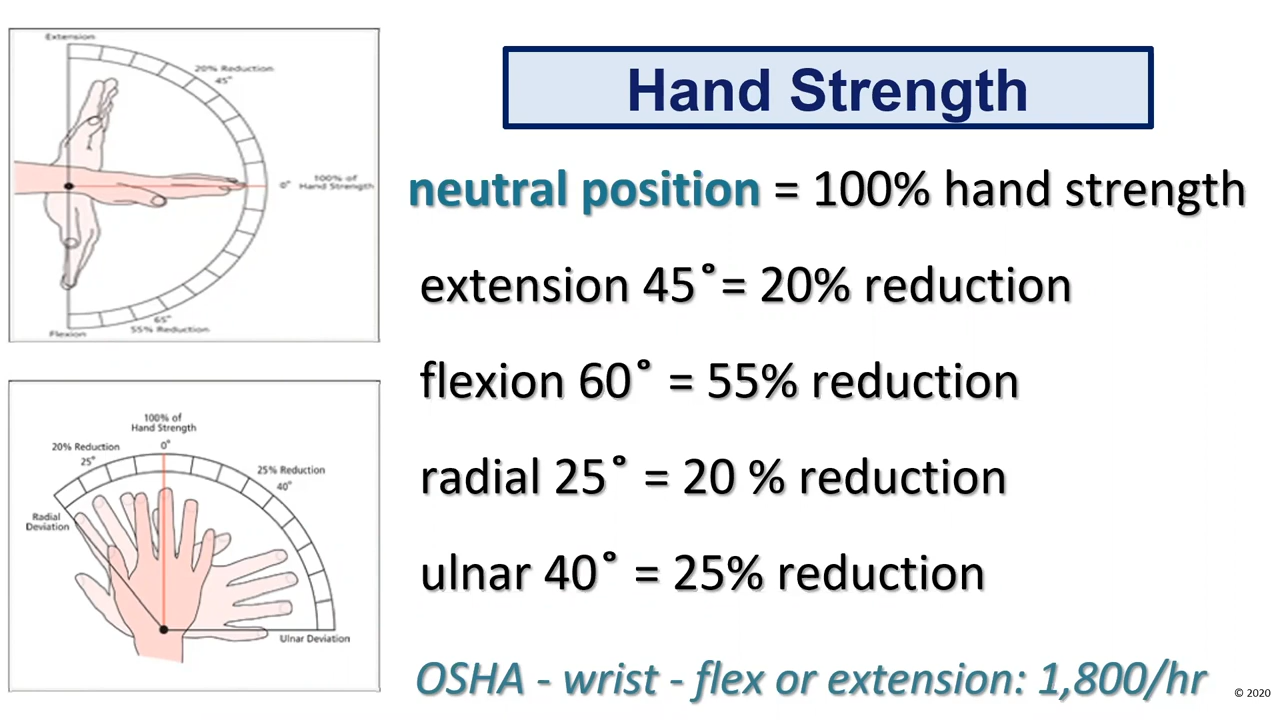 Extension
20% Reduction
45°
0°
100% of
Hand Strength
65°
55% Reduction
Flexion
100% of
Hand Strength
0°
20% Reduction
25°
25% Reduction
40°
Radial
Deviation
Ulnar Deviation
Hand Strength
neutral position = 100% hand strength
extension 45˚= 20% reduction
flexion 60˚ = 55% reduction
radial 25˚ = 20 % reduction
ulnar 40˚ = 25% reduction
OSHA - wrist - flex or extension: 1,800/hr
© 2020